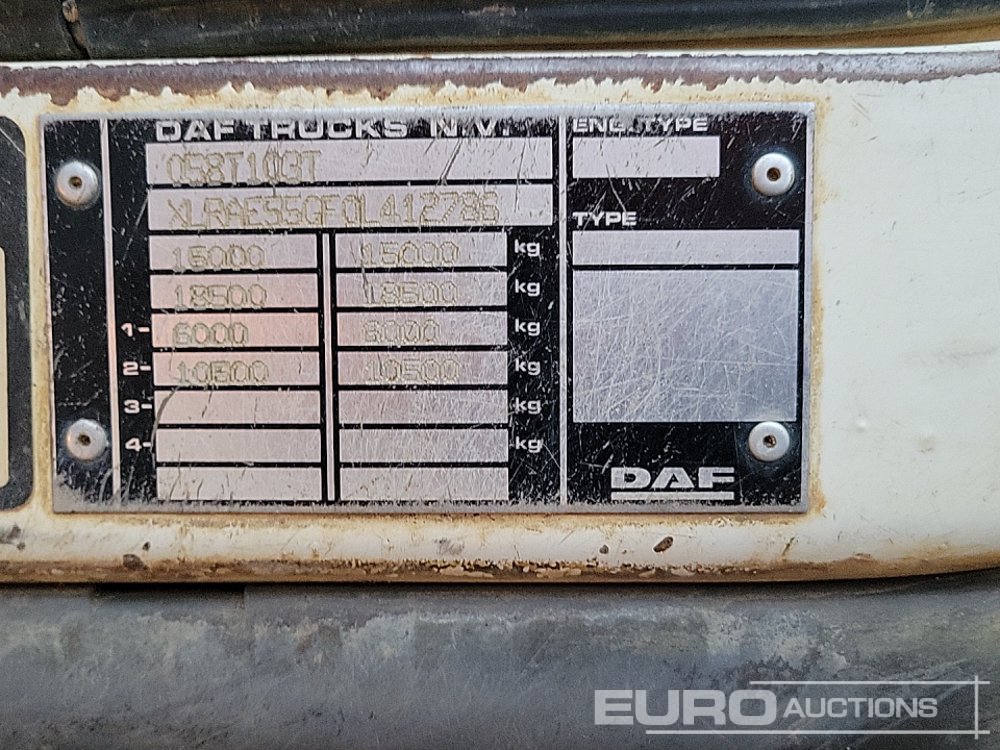 DAF TRUCKS N.V.
ENG. TYPE
058T103T
XLRAE55GF0L412786
TYPE
15000 15000 kg
18500 18500 kg
1- 6000 6000 kg
2- 10500 10500 kg
3- kg
4- kg
DAF
EURO AUCTIONS